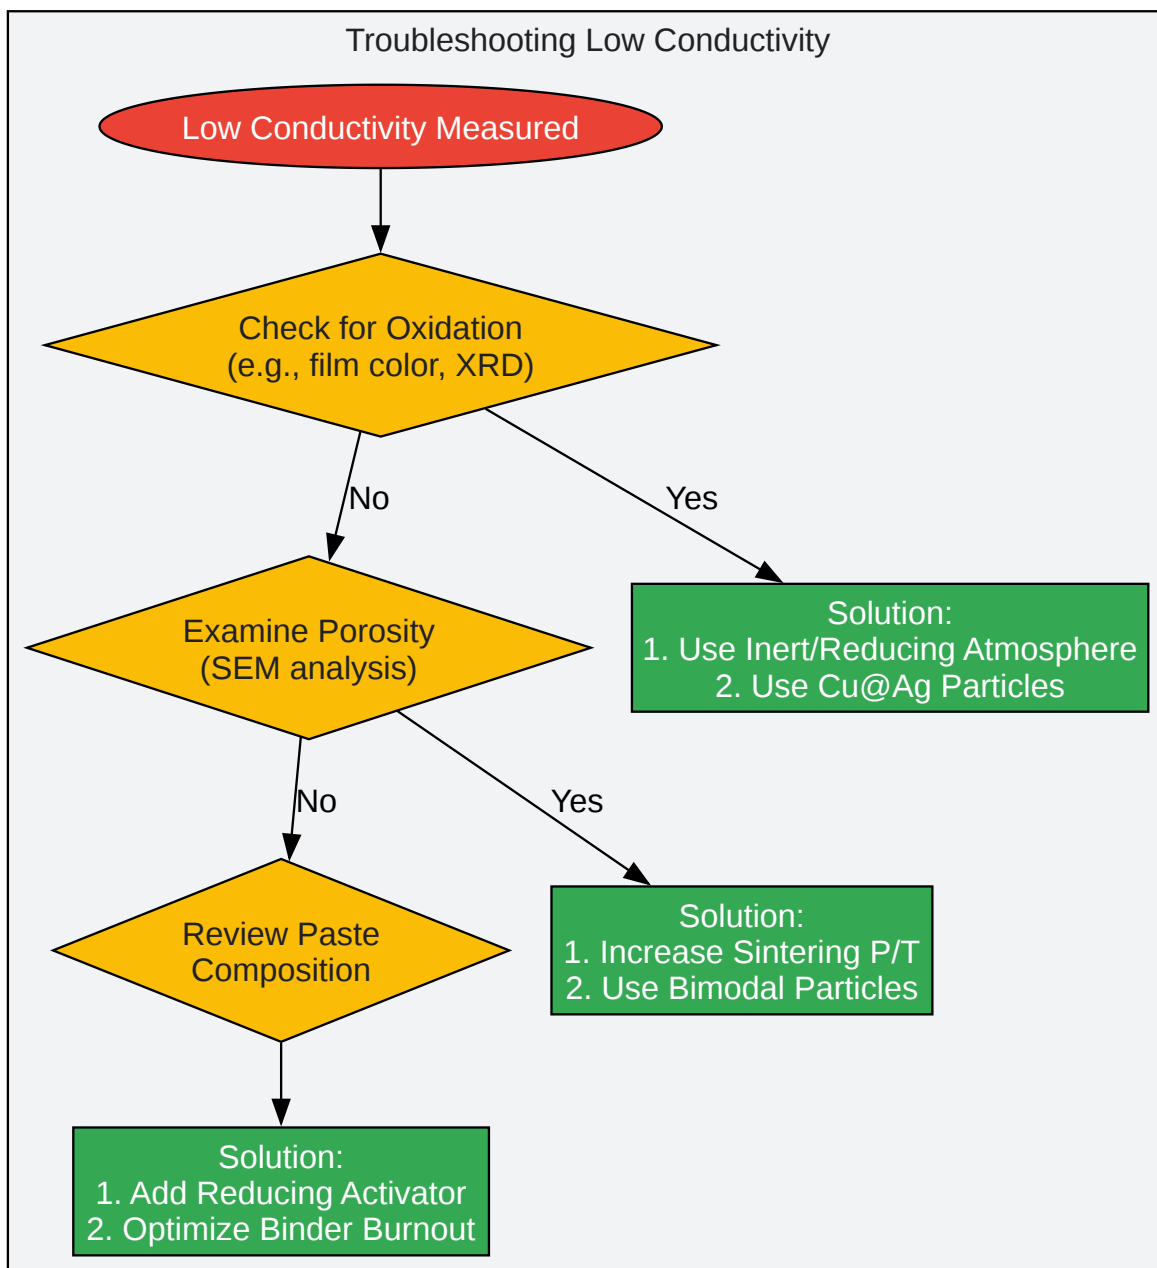 Troubleshooting Low Conductivity
Low Conductivity Measured
Check for Oxidation
(e.g., film color, XRD)
No
Yes
Examine Porosity
(SEM analysis)
Solution:
1. Use Inert/Reducing Atmosphere
2. Use Cu@Ag Particles
No
Yes
Review Paste
Composition
Solution:
1. Increase Sintering P/T
2. Use Bimodal Particles
Solution:
1. Add Reducing Activator
2. Optimize Binder Burnout